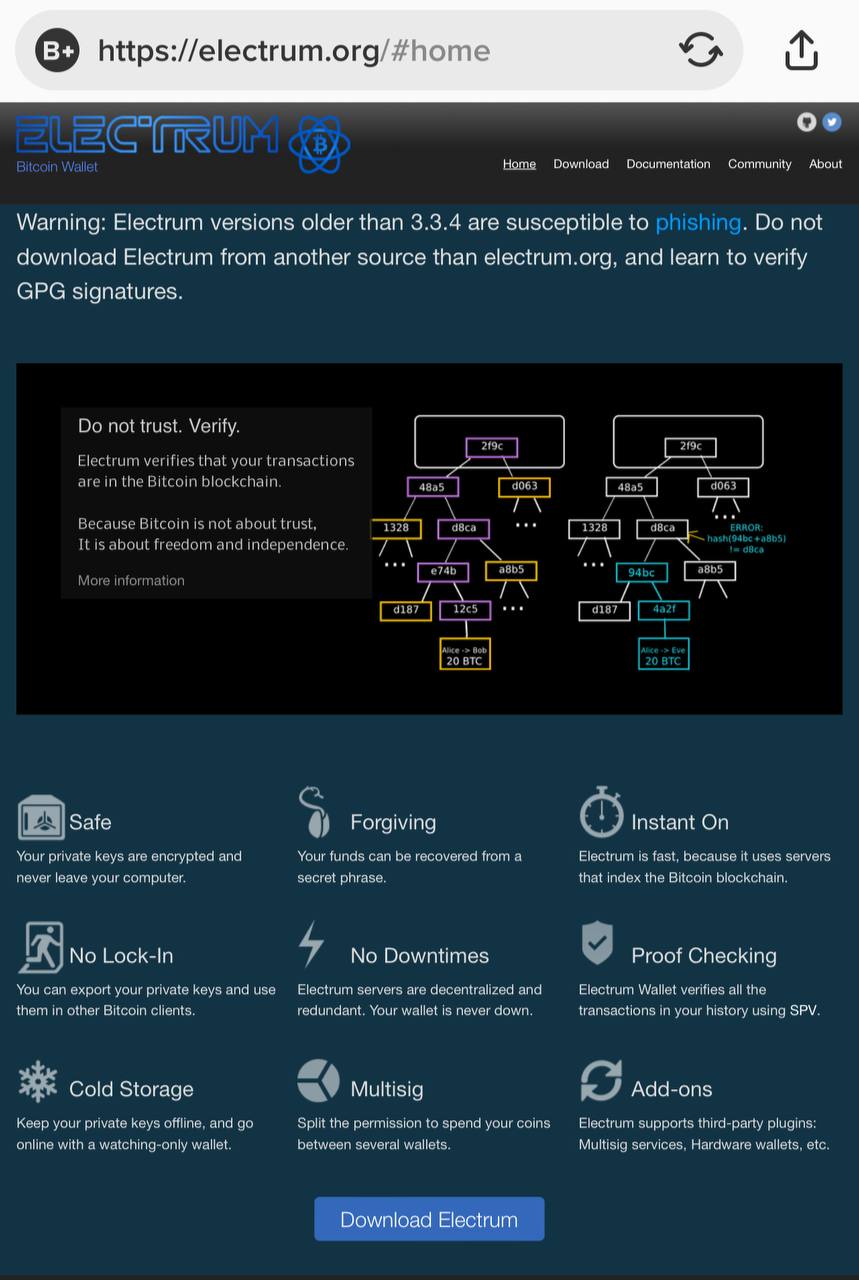 B+ https://electrum.org/#home
ELECTRUM
Bitcoin Wallet
Home Download Documentation Community About
Warning: Electrum versions older than 3.3.4 are susceptible to phishing. Do not
download Electrum from another source than electrum.org, and learn to verify
GPG signatures.
Do not trust. Verify.
Electrum verifies that your transactions
are in the Bitcoin blockchain.
Because Bitcoin is not about trust,
It is about freedom and independence.
More information
2f9c
48a5 d063
1328 d8ca ...
... e74b a8b5
d187 12c5 ...
Alice -> Bob
20 BTC
2f9c
48a5 d063
1328 d8ca ...
ERROR:
hash(94bc+a8b5)
!= d8ca
... 94bc a8b5
d187 4a2f
Alice -> Eve
20 BTC
Safe
Your private keys are encrypted and
never leave your computer.
Forgiving
Your funds can be recovered from a
secret phrase.
Instant On
Electrum is fast, because it uses servers
that index the Bitcoin blockchain.
No Lock-In
You can export your private keys and use
them in other Bitcoin clients.
No Downtimes
Electrum servers are decentralized and
redundant. Your wallet is never down.
Proof Checking
Electrum Wallet verifies all the
transactions in your history using SPV.
Cold Storage
Keep your private keys offline, and go
online with a watching-only wallet.
Multisig
Split the permission to spend your coins
between several wallets.
Add-ons
Electrum supports third-party plugins:
Multisig services, Hardware wallets, etc.
Download Electrum